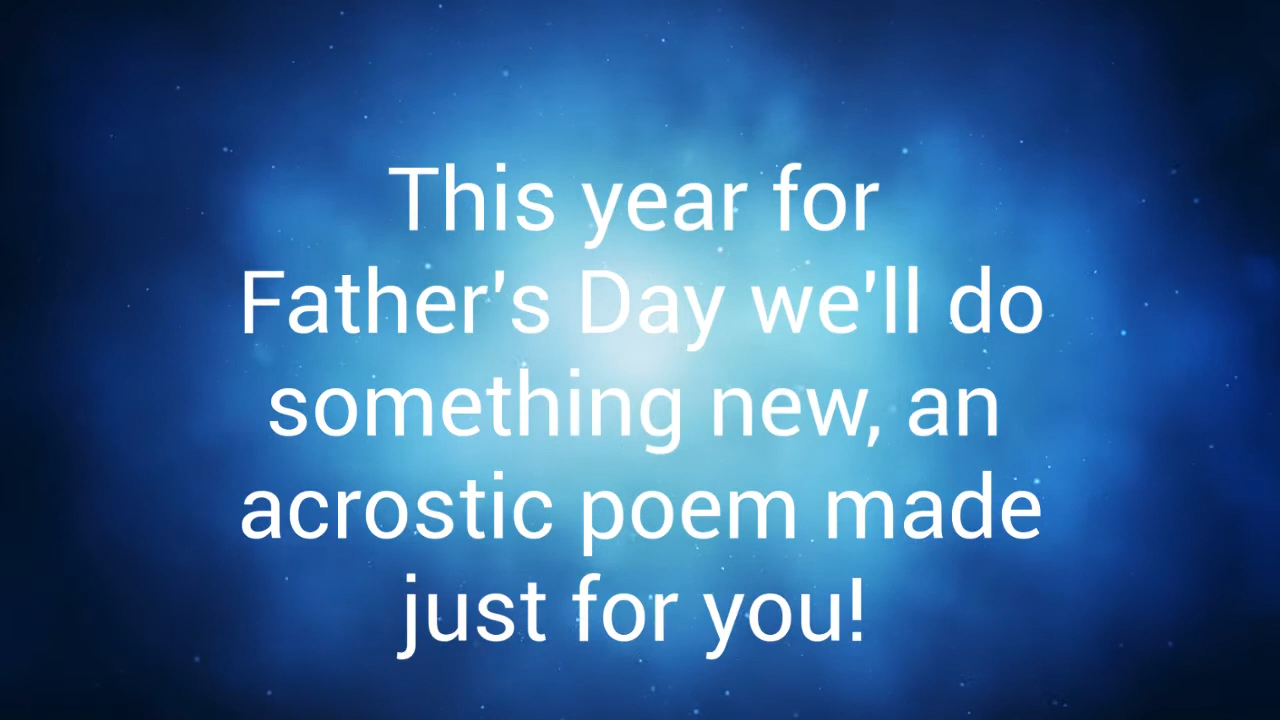 This year for
Father's Day we'll do
something new, an
acrostic poem made
just for you!